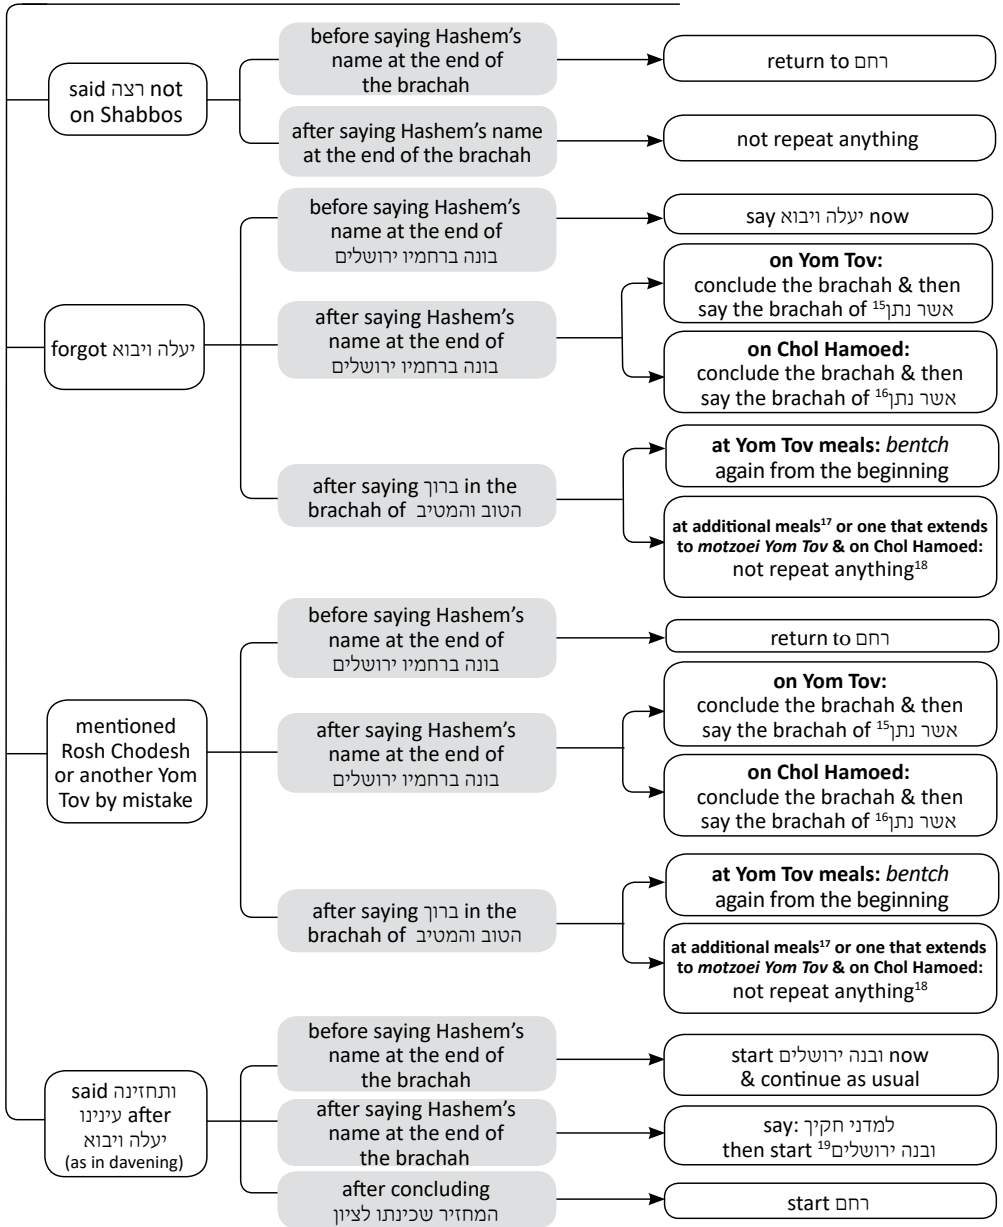 said רצה not
on Shabbos
before saying Hashem's
name at the end of
the brachah
return to רחם
after saying Hashem's name
at the end of the brachah
not repeat anything
forgot יעלה ויבוא
before saying Hashem's
name at the end of
בונה ברחמיו ירושלים
say יעלה ויבוא now
after saying Hashem's
name at the end of
בונה ברחמיו ירושלים
on Yom Tov:
conclude the brachah & then
say the brachah of אשר נתן15
on Chol Hamoed:
conclude the brachah & then
say the brachah of אשר נתן16
after saying ברוך in the
brachah of הטוב והמטיב
at Yom Tov meals: bentch
again from the beginning
at additional meals17 or one that extends
to motzoei Yom Tov & on Chol Hamoed:
not repeat anything18
mentioned
Rosh Chodesh
or another Yom
Tov by mistake
before saying Hashem's
name at the end of
בונה ברחמיו ירושלים
return to רחם
after saying Hashem's
name at the end of
בונה ברחמיו ירושלים
on Yom Tov:
conclude the brachah & then
say the brachah of אשר נתן15
on Chol Hamoed:
conclude the brachah & then
say the brachah of אשר נתן16
after saying ברוך in the
brachah of הטוב והמטיב
at Yom Tov meals: bentch
again from the beginning
at additional meals17 or one that extends
to motzoei Yom Tov & on Chol Hamoed:
not repeat anything18
said ותחזינה
עינינו after
יעלה ויבוא
(as in davening)
before saying Hashem's
name at the end of
the brachah
start ובנה ירושלים now
& continue as usual
after saying Hashem's
name at the end of
the brachah
say: למדני חקיך
then start ובנה ירושלים19
after concluding
המחזיר שכינתו לציון
start רחם